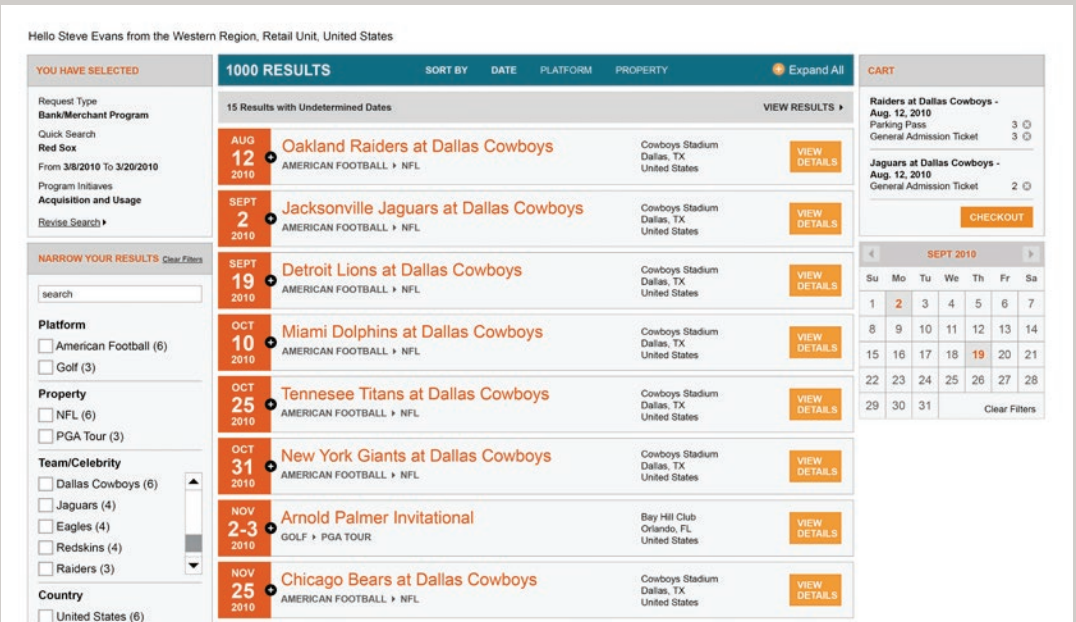 Hello Steve Evans from the Western Region, Retail Unit, United States
YOU HAVE SELECTED
Request Type
Bank/Merchant Program
Quick Search
Red Sox
From 3/8/2010 To 3/20/2010
Program Initiaves
Acquisition and Usage
Revise Search
NARROW YOUR RESULTS Clear Filters
search
Platform
American Football (6)
Golf (3)
Property
NFL (6)
PGA Tour (3)
Team/Celebrity
Dallas Cowboys (6)
Jaguars (4)
Eagles (4)
Redskins (4)
Raiders (3)
Country
United States (6)
1000 RESULTS SORT BY DATE PLATFORM PROPERTY Expand All
15 Results with Undetermined Dates VIEW RESULTS
AUG
12
2010
Oakland Raiders at Dallas Cowboys
AMERICAN FOOTBALL NFL
Cowboys Stadium
Dallas, TX
United States
VIEW
DETAILS
SEPT
2
2010
Jacksonville Jaguars at Dallas Cowboys
AMERICAN FOOTBALL NFL
Cowboys Stadium
Dallas, TX
United States
VIEW
DETAILS
SEPT
19
2010
Detroit Lions at Dallas Cowboys
AMERICAN FOOTBALL NFL
Cowboys Stadium
Dallas, TX
United States
VIEW
DETAILS
OCT
10
2010
Miami Dolphins at Dallas Cowboys
AMERICAN FOOTBALL NFL
Cowboys Stadium
Dallas, TX
United States
VIEW
DETAILS
OCT
25
2010
Tennesee Titans at Dallas Cowboys
AMERICAN FOOTBALL NFL
Cowboys Stadium
Dallas, TX
United States
VIEW
DETAILS
OCT
31
2010
New York Giants at Dallas Cowboys
AMERICAN FOOTBALL NFL
Cowboys Stadium
Dallas, TX
United States
VIEW
DETAILS
NOV
2-3
2010
Arnold Palmer Invitational
GOLF PGA TOUR
Bay Hill Club
Orlando, FL
United States
VIEW
DETAILS
NOV
25
2010
Chicago Bears at Dallas Cowboys
AMERICAN FOOTBALL NFL
Cowboys Stadium
Dallas, TX
United States
VIEW
DETAILS
CART
Raiders at Dallas Cowboys -
Aug. 12, 2010
Parking Pass 3
General Admission Ticket 3
Jaguars at Dallas Cowboys -
Aug. 12, 2010
General Admission Ticket 2
CHECKOUT
SEPT 2010
Su Mo Tu We Th Fr Sa
1 2 3 4 5 6 7
8 9 10 11 12 13 14
15 16 17 18 19 20 21
22 23 24 25 26 27 28
29 30 31 Clear Filters